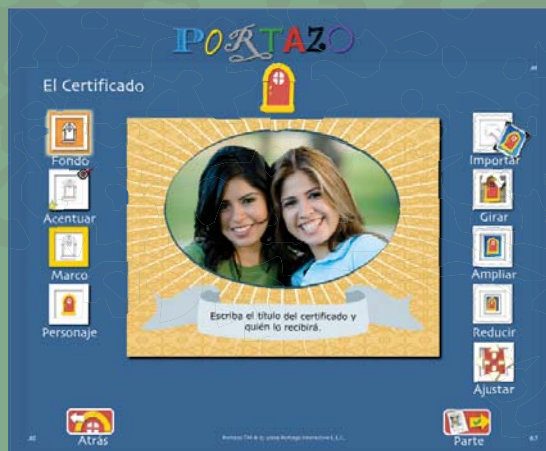 PORTAZO
El Certificado
Fondo
Acentuar
Marco
Personaje
Escriba el título del certificado y
quién lo recibirá.
Importar
Girar
Ampliar
Reducir
Ajustar
Atrás
Parte